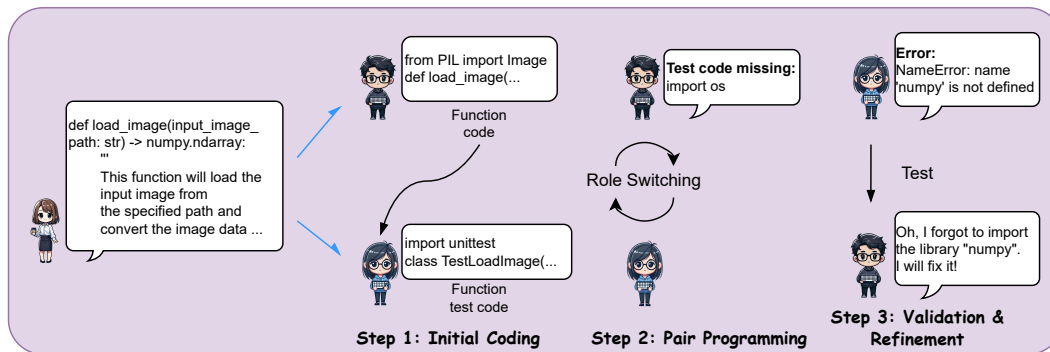 def load_image(input_image_
path: str) -> numpy.ndarray:
'''
This function will load the
input image from
the specified path and
convert the image data ...
from PIL import Image
def load_image(...
Function
code
import unittest
class TestLoadImage(...
Function
test code
Step 1: Initial Coding
Test code missing:
import os
Role Switching
Step 2: Pair Programming
Error:
NameError: name
'numpy' is not defined
Test
Oh, I forgot to import
the library "numpy".
I will fix it!
Step 3: Validation &
Refinement